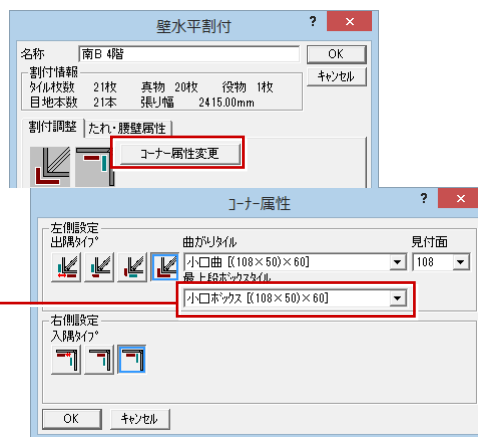 壁水平割付
? ×
名称 南B 4階 OK
割付情報 キャンセル
タイル枚数 21枚 真物 20枚 役物 1枚
目地本数 21本 張り幅 2415.00mm
割付調整 たれ・腰壁属性
コーナー属性変更
コーナー属性
? ×
左側設定
出隅タイプ 曲がりタイル 見付面
小口曲 [(108×50)×60] 108
最上段ボックスタイル
小口ボックス [(108×50)×60]
右側設定
入隅タイプ
OK キャンセル